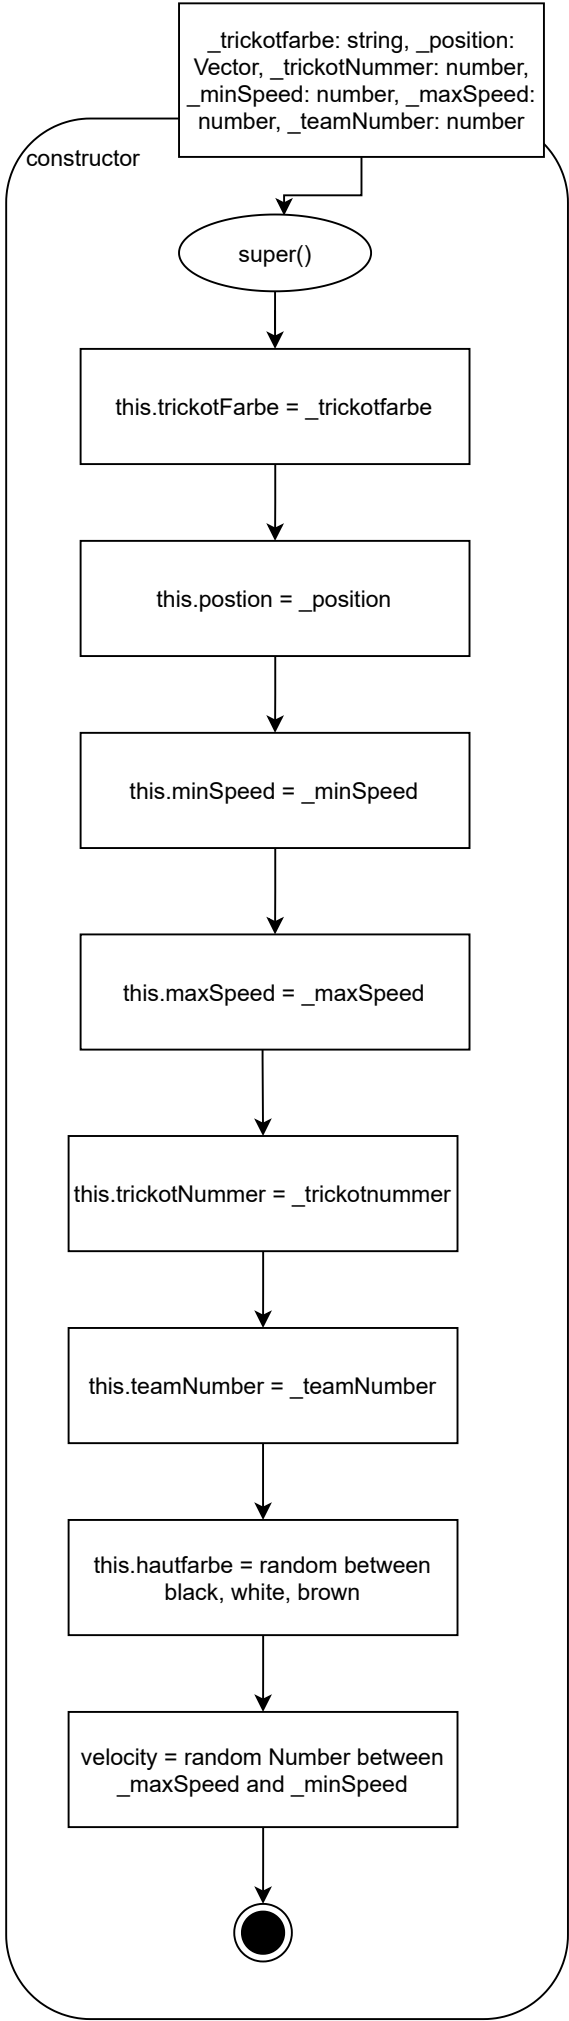 _trickotfarbe: string, _position:
Vector, _trickotNummer: number,
_minSpeed: number, _maxSpeed:
number, _teamNumber: number
constructor
super()
this.trickotFarbe = _trickotfarbe
this.postion = _position
this.minSpeed = _minSpeed
this.maxSpeed = _maxSpeed
this.trickotNummer = _trickotnummer
this.teamNumber = _teamNumber
this.hautfarbe = random between
black, white, brown
velocity = random Number between
_maxSpeed and _minSpeed